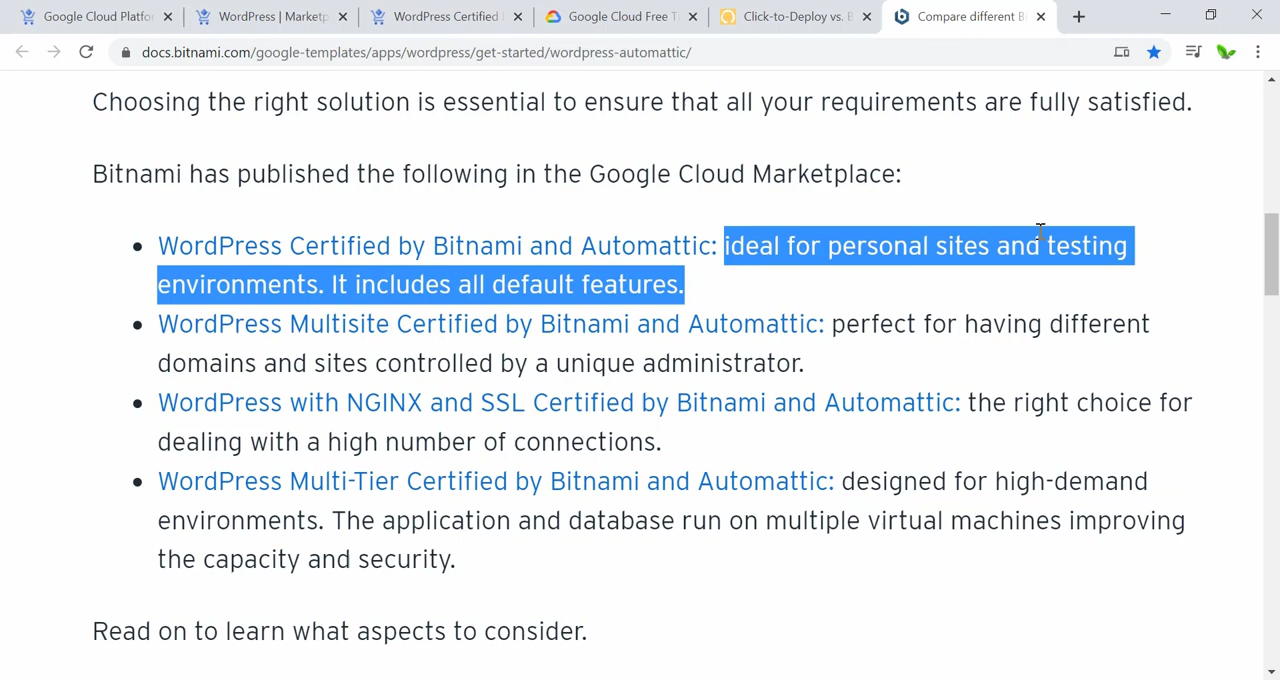 Google Cloud Platfo
WordPress | Marketp
WordPress Certified
Google Cloud Free T
Click-to-Deploy vs. B
Compare different B
docs.bitnami.com/google-templates/apps/wordpress/get-started/wordpress-automattic/
Choosing the right solution is essential to ensure that all your requirements are fully satisfied.
Bitnami has published the following in the Google Cloud Marketplace:
• WordPress Certified by Bitnami and Automattic: ideal for personal sites and testing
environments. It includes all default features.
• WordPress Multisite Certified by Bitnami and Automattic: perfect for having different
domains and sites controlled by a unique administrator.
• WordPress with NGINX and SSL Certified by Bitnami and Automattic: the right choice for
dealing with a high number of connections.
• WordPress Multi-Tier Certified by Bitnami and Automattic: designed for high-demand
environments. The application and database run on multiple virtual machines improving
the capacity and security.
Read on to learn what aspects to consider.